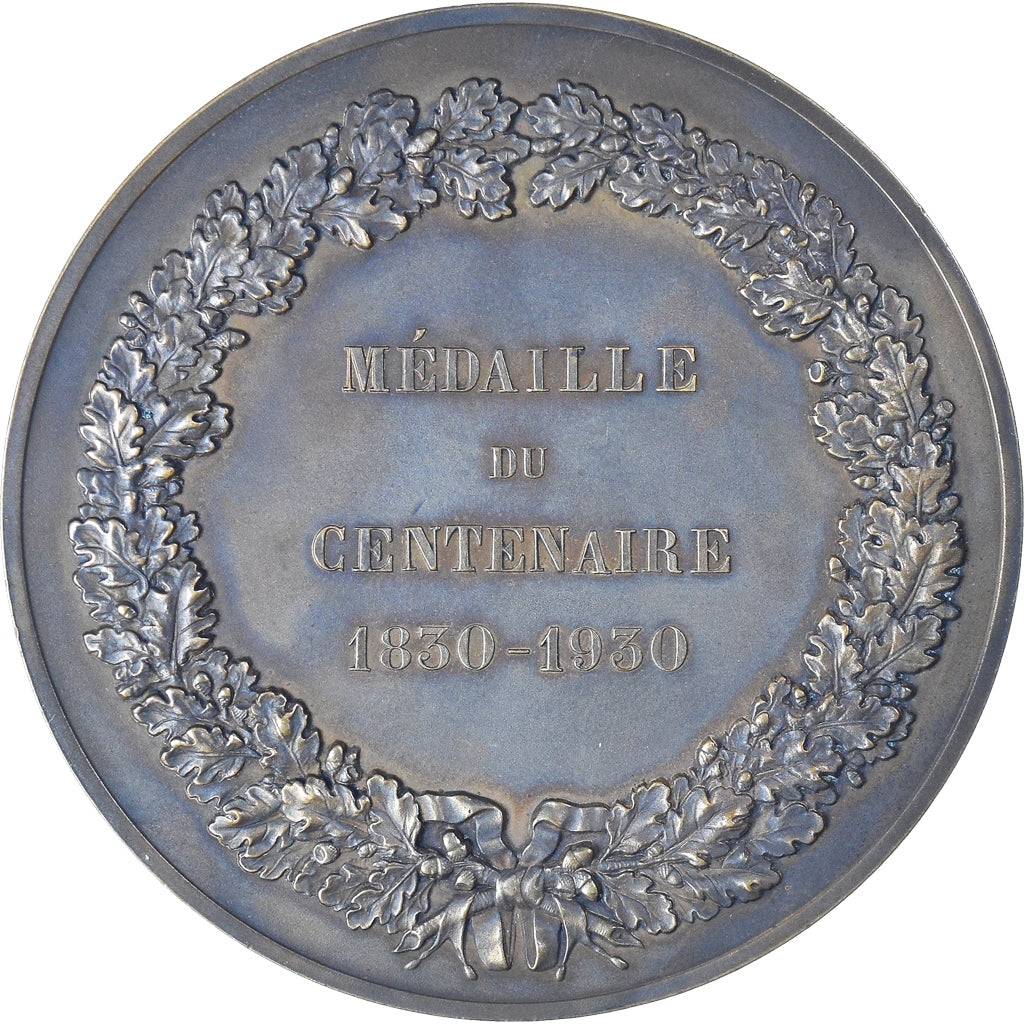 MÉDAILLE
DU
CENTENAIRE
1830-1930